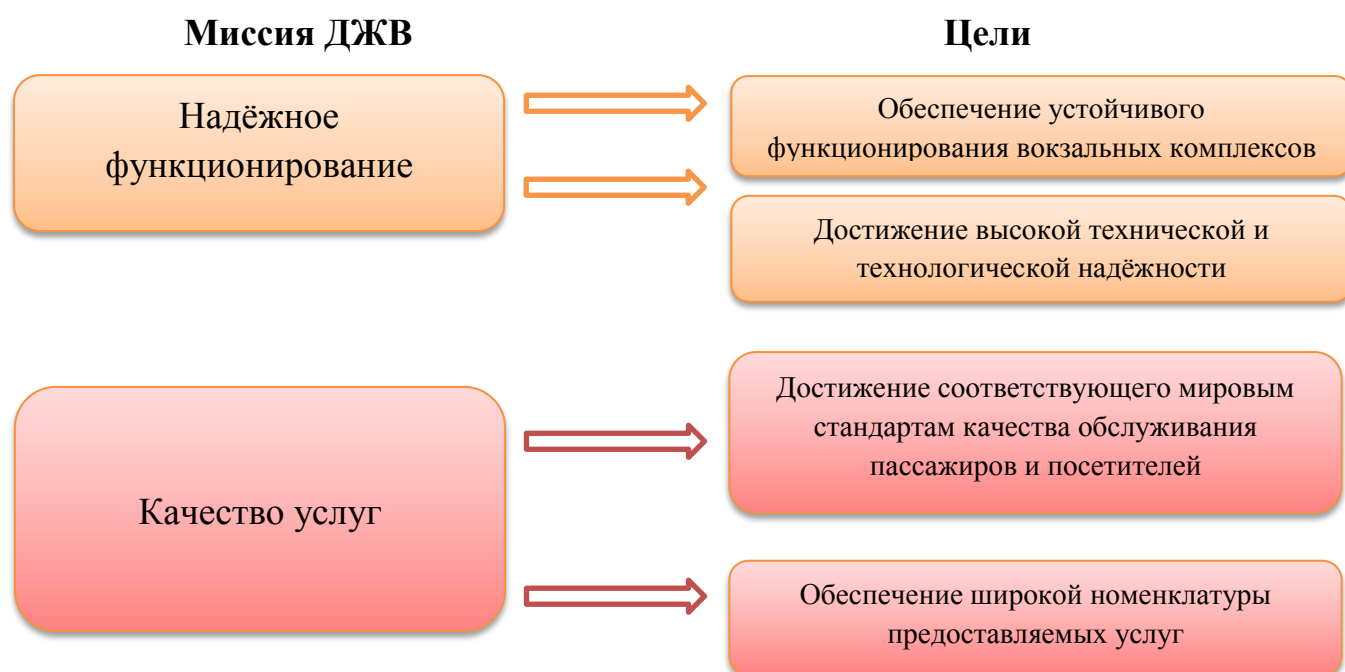 Миссия ДЖВ
Цели
Надёжное
функционирование
Обеспечение устойчивого
функционирования вокзальных комплексов
Достижение высокой технической и
технологической надёжности
Качество услуг
Достижение соответствующего мировым
стандартам качества обслуживания
пассажиров и посетителей
Обеспечение широкой номенклатуры
предоставляемых услуг